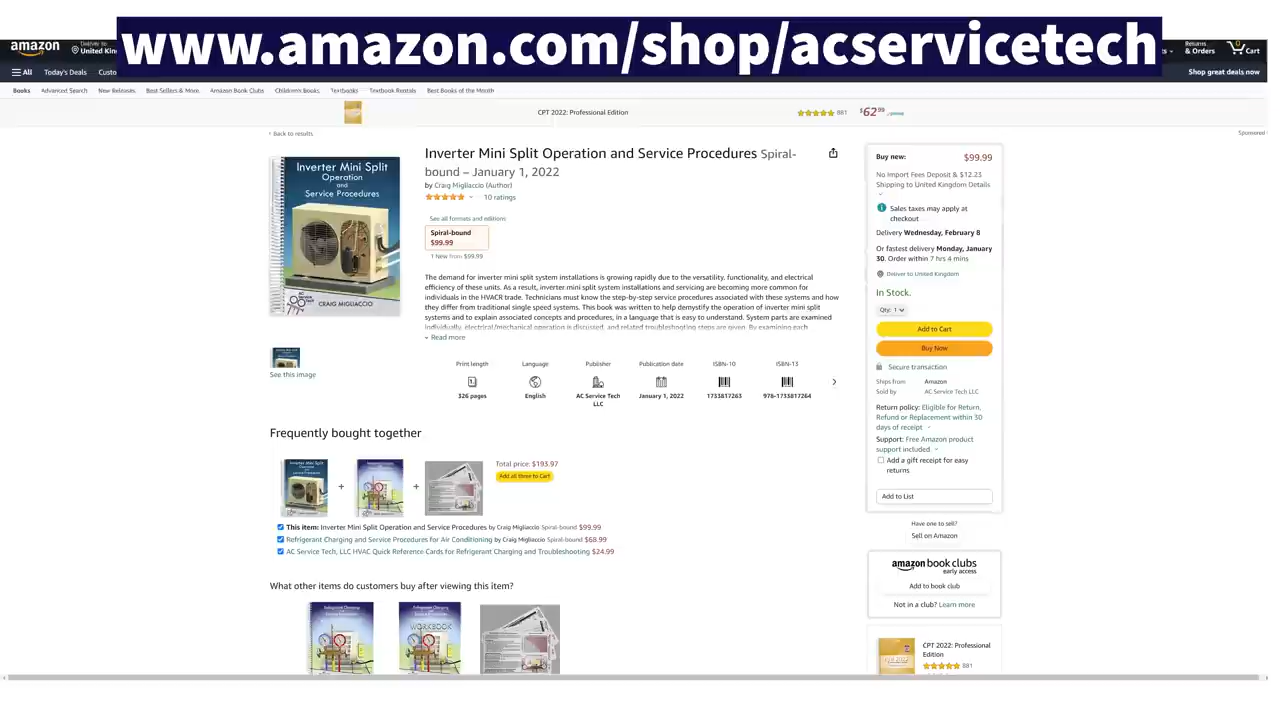 www.amazon.com/shop/acservicetech
amazon
Deliver to
United Kin
Returns
& Orders
0
Cart
All
Today's Deals
Custo
Shop great deals now
Books
Advanced Search
New Releases
Best Sellers & More
Amazon Book Clubs
Children's Books
Textbooks
Textbook Rentals
Best Books of the Month
CPT 2022: Professional Edition
881
$62.99
‹ Back to results
Sponsored
Inverter Mini Split
Operation
and
Service Procedures
AC
Service
Tech
CRAIG MIGLIACCIO
See this image
Inverter Mini Split Operation and Service Procedures Spiral-
bound – January 1, 2022
by Craig Migliaccio (Author)
10 ratings
See all formats and editions
Spiral-bound
$99.99
1 New from $99.99
The demand for inverter mini split system installations is growing rapidly due to the versatility, functionality, and electrical
efficiency of these units. As a result, inverter mini split system installations and servicing are becoming more common for
individuals in the HVACR trade. Technicians must know the step-by-step service procedures associated with these systems and how
they differ from traditional single speed systems. This book was written to help demystify the operation of inverter mini split
systems and to explain associated concepts and procedures, in a language that is easy to understand. System parts are examined
individually, electrical/mechanical operation is discussed, and related troubleshooting steps are given. By examining each
Read more
Print length
326 pages
Language
English
Publisher
AC Service Tech
LLC
Publication date
January 1, 2022
ISBN-10
1733817263
ISBN-13
978-1733817264
Buy new:
$99.99
No Import Fees Deposit & $12.23
Shipping to United Kingdom Details
Sales taxes may apply at
checkout
Delivery Wednesday, February 8
Or fastest delivery Monday, January
30. Order within 7 hrs 4 mins
Deliver to United Kingdom
In Stock.
Qty: 1
Add to Cart
Buy Now
Secure transaction
Ships from Amazon
Sold by AC Service Tech LLC
Return policy: Eligible for Return,
Refund or Replacement within 30
days of receipt
Support: Free Amazon product
support included
Add a gift receipt for easy
returns
Add to List
Have one to sell?
Sell on Amazon
amazon book clubs
early access
Add to book club
Not in a club? Learn more
CPT 2022: Professional
Edition
881
Frequently bought together
Inverter Mini Split
+
+
Total price: $193.97
Add all three to Cart
This item: Inverter Mini Split Operation and Service Procedures by Craig Migliaccio Spiral-bound $99.99
Refrigerant Charging and Service Procedures for Air Conditioning by Craig Migliaccio Spiral-bound $68.99
AC Service Tech, LLC HVAC Quick Reference Cards for Refrigerant Charging and Troubleshooting $24.99
What other items do customers buy after viewing this item?
Refrigerant Charging
Refrigerant Charging
WORKBOOK